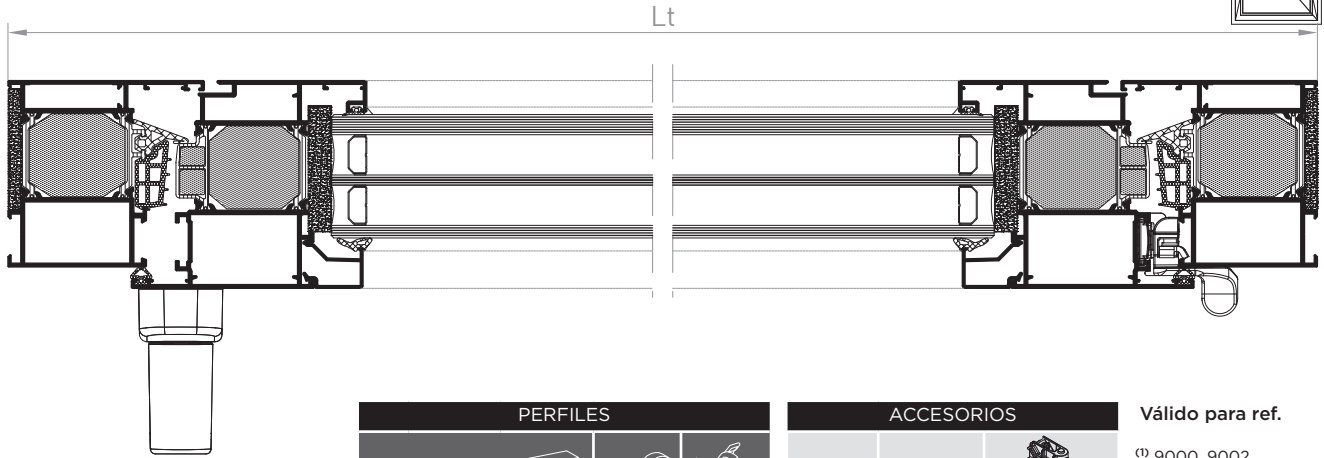 Lt
PERFILES
ACCESORIOS
Válido para ref.
(1) 9000, 9002